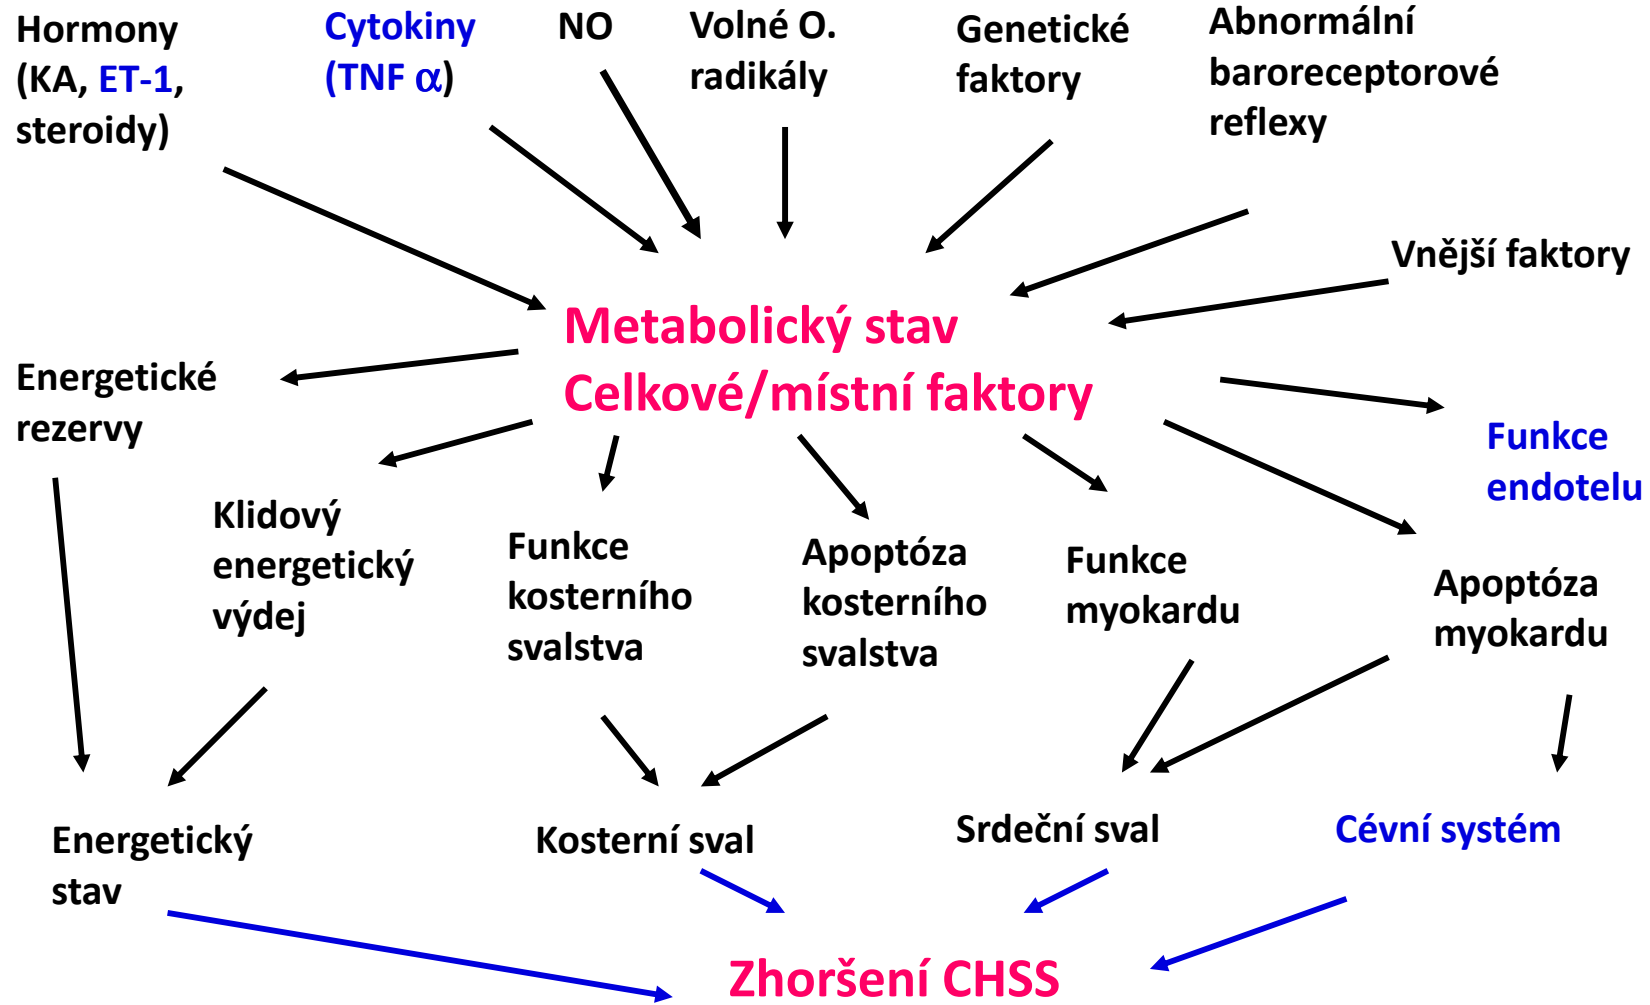 Hormony
(KA, ET-1,
steroidy)
Cytokiny
(TNF α)
NO
Volné O.
radikály
Genetické
faktory
Abnormální
baroreceptorové
reflexy
Vnější faktory
Metabolický stav
Celkové/místní faktory
Energetické
rezervy
Klidový
energetický
výdej
Funkce
kosterního
svalstva
Apoptóza
kosterního
svalstva
Funkce
myokardu
Funkce
endotelu
Apoptóza
myokardu
Energetický
stav
Kosterní sval
Srdeční sval
Cévní systém
Zhoršení CHSS